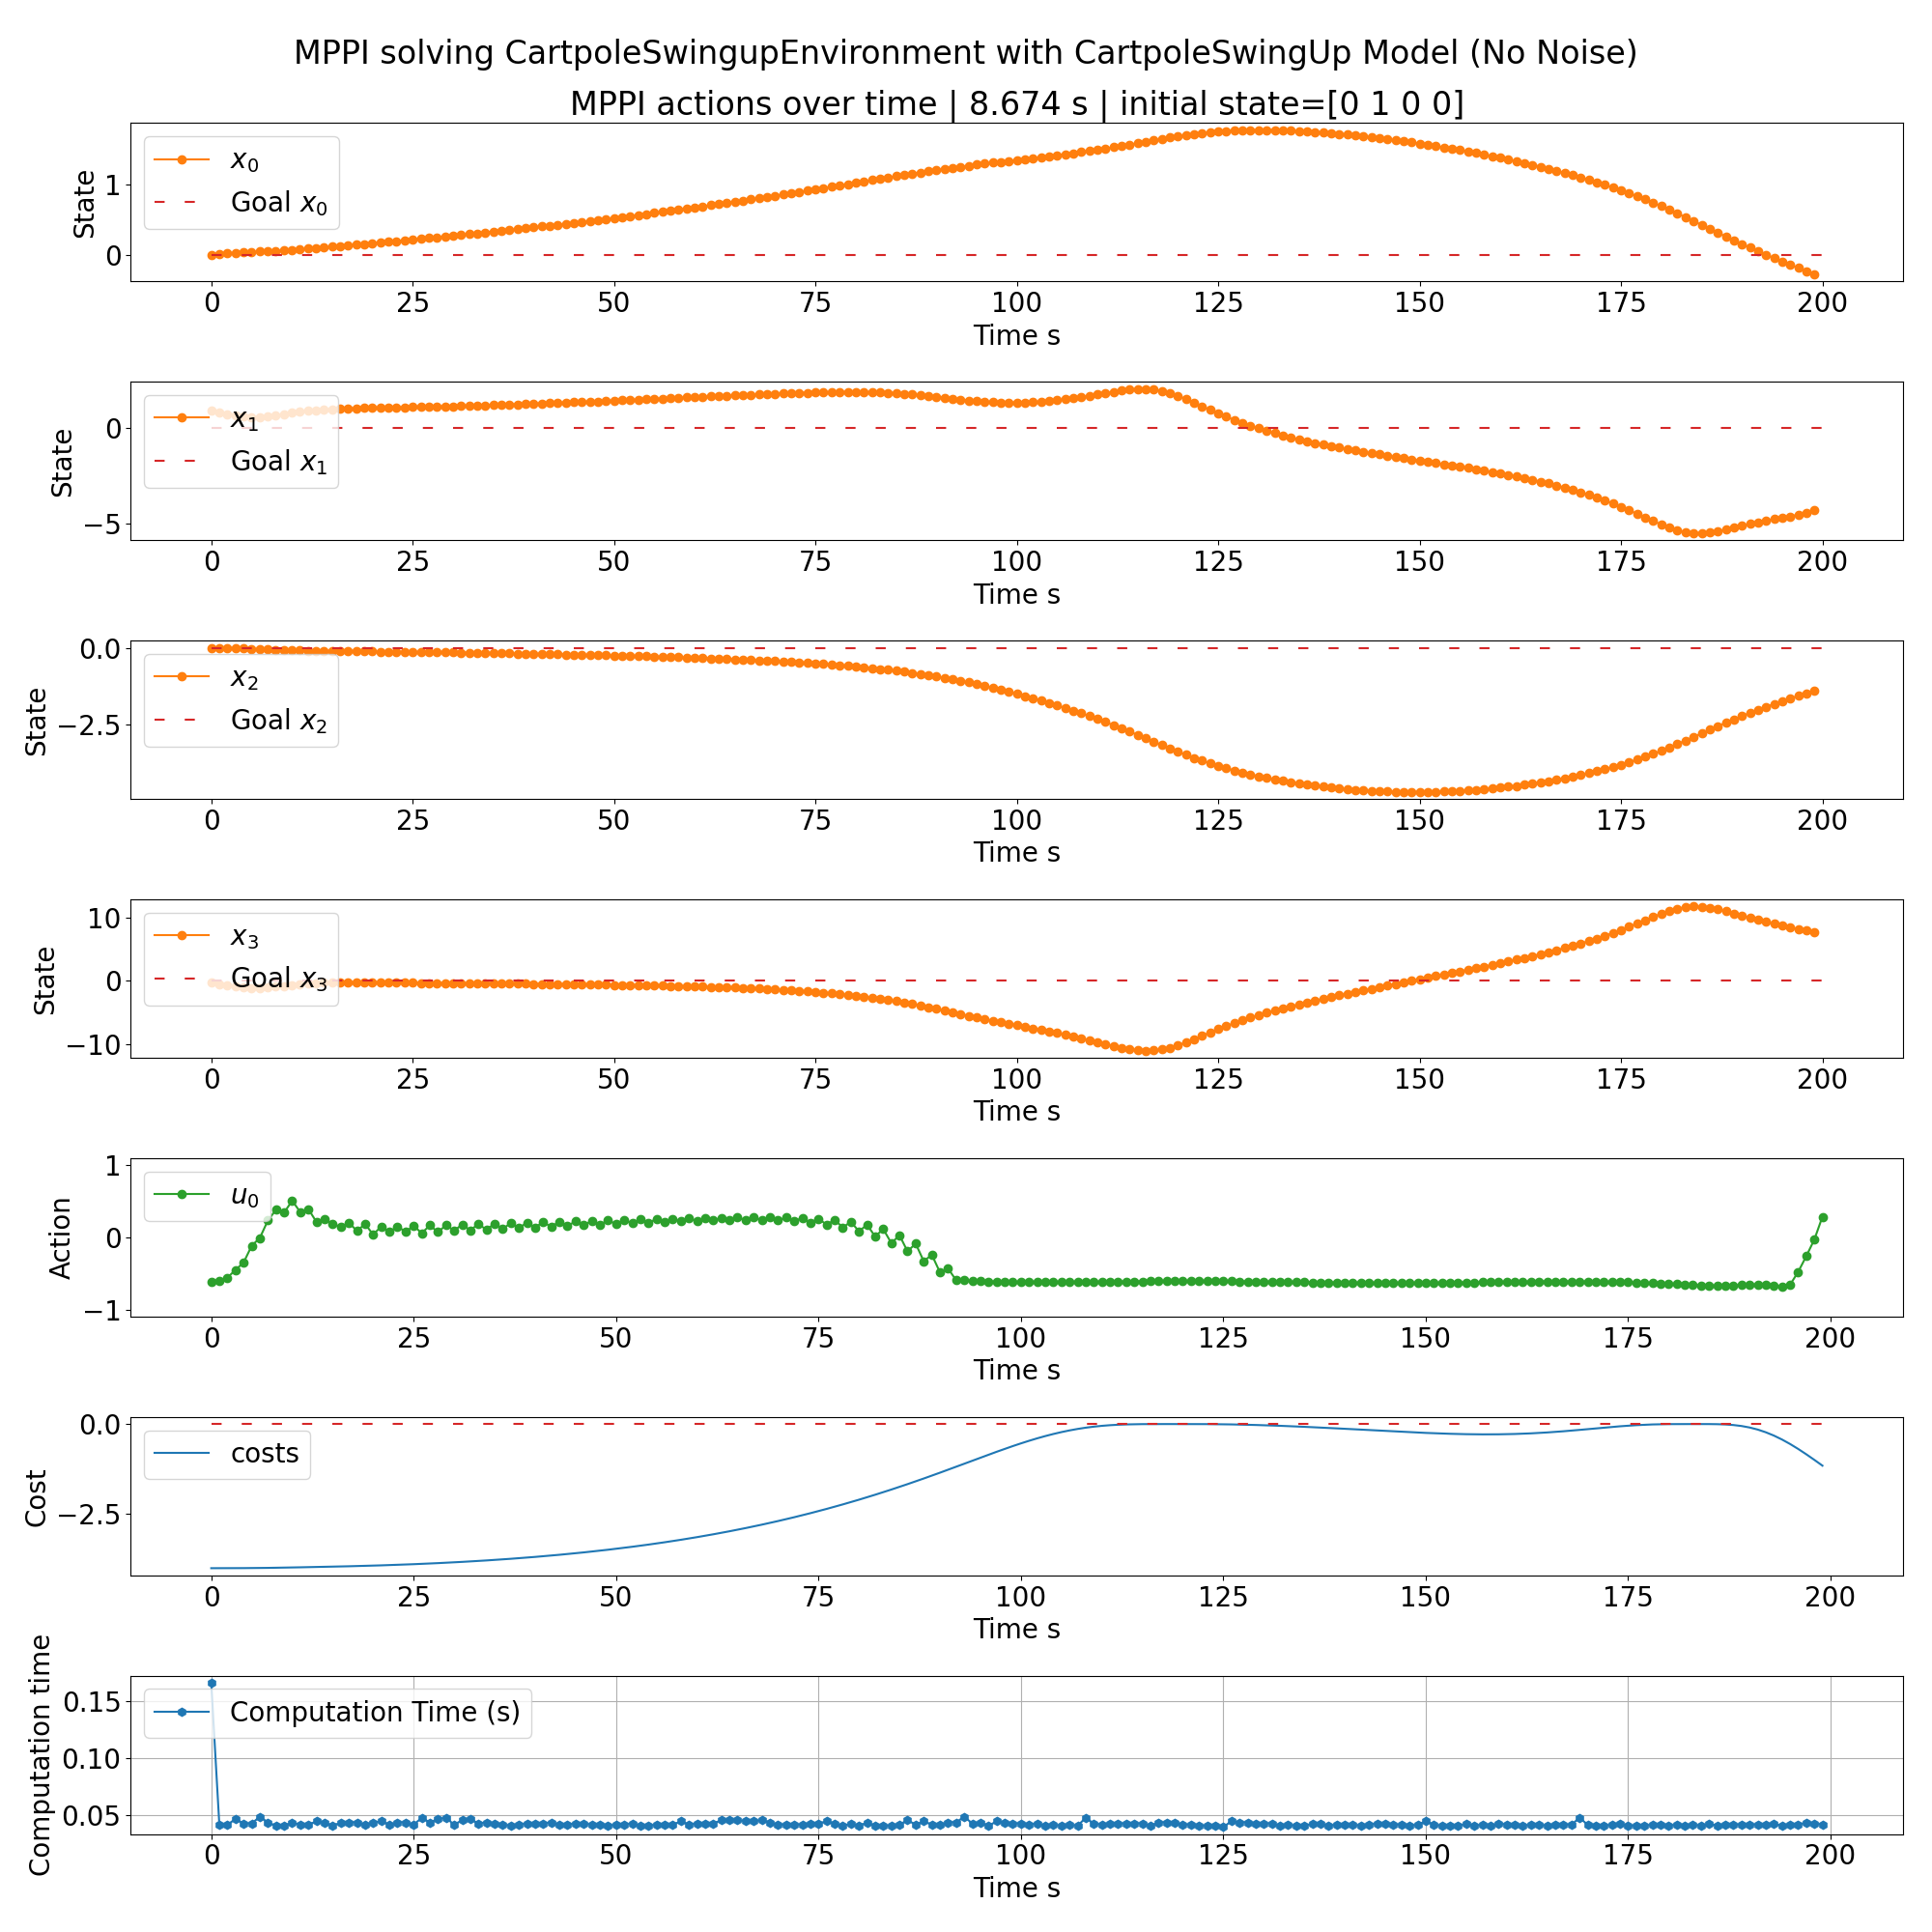 MPPI solving CartpoleSwingupEnvironment with CartpoleSwingUp Model (No Noise)
MPPI actions over time | 8.674 s | initial state=[0 1 0 0]
State
1
0
x₀
Goal x₀
0 25 50 75 100 125 150 175 200
Time s
State
0
−5
x₁
Goal x₁
0 25 50 75 100 125 150 175 200
Time s
State
0.0
−2.5
x₂
Goal x₂
0 25 50 75 100 125 150 175 200
Time s
State
10
0
−10
x₃
Goal x₃
0 25 50 75 100 125 150 175 200
Time s
Action
1
0
−1
u₀
0 25 50 75 100 125 150 175 200
Time s
Cost
0.0
−2.5
costs
0 25 50 75 100 125 150 175 200
Time s
Computation time
0.15
0.10
0.05
Computation Time (s)
0 25 50 75 100 125 150 175 200
Time s